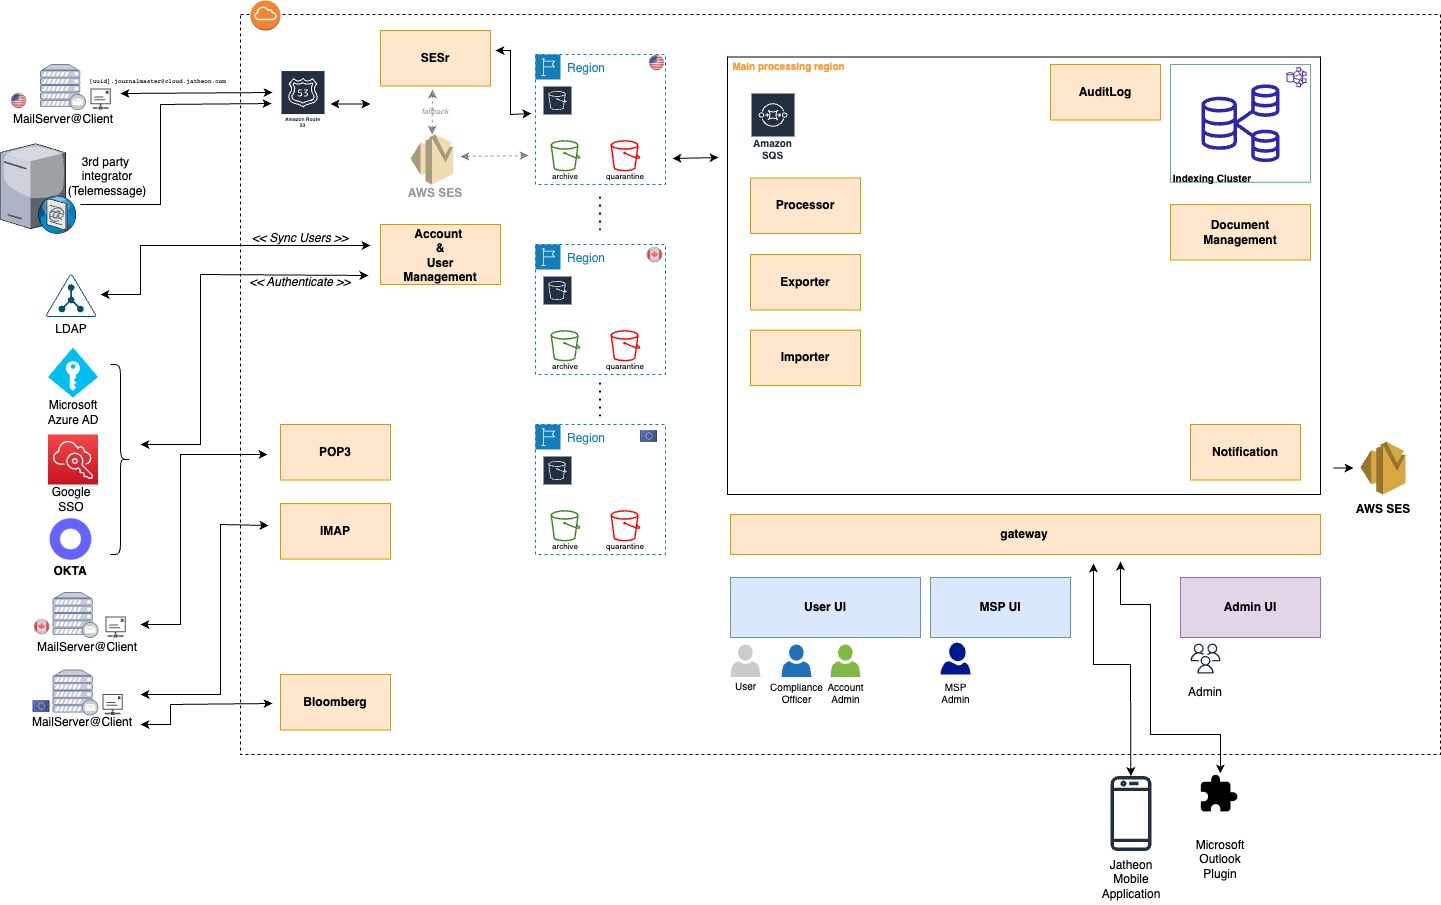 [uuid].journalmaster@cloud.jatheon.com
MailServer@Client
3rd party
integrator
(Telemessage)
53
Amazon Route
53
SESr
fallback
AWS SES
<< Sync Users >>
Account
&
User
Management
<< Authenticate >>
LDAP
Microsoft
Azure AD
Google
SSO
OKTA
MailServer@Client
MailServer@Client
POP3
IMAP
Bloomberg
Region
archive
quarantine
Region
archive
quarantine
Region
archive
quarantine
Main processing region
Amazon
SQS
Processor
Exporter
Importer
AuditLog
Indexing Cluster
Document
Management
Notification
AWS SES
gateway
User UI
MSP UI
Admin UI
User
Compliance
Officer
Account
Admin
MSP
Admin
Admin
Jatheon
Mobile
Application
Microsoft
Outlook
Plugin